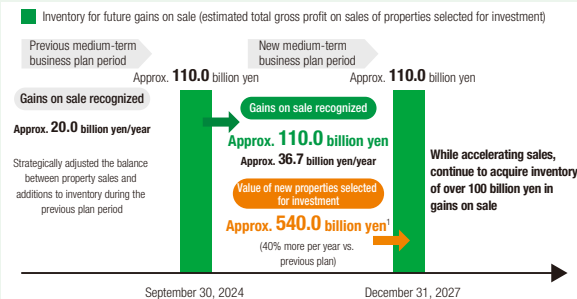 Inventory for future gains on sale (estimated total gross profit on sales of properties selected for investment)
Previous medium-term
business plan period
New medium-term
business plan period
Approx. 110.0 billion yen
Approx. 110.0 billion yen
Gains on sale recognized
Approx. 20.0 billion yen/year
Strategically adjusted the balance
between property sales and
additions to inventory during the
previous plan period
Gains on sale recognized
Approx. 110.0 billion yen
Approx. 36.7 billion yen/year
Value of new properties selected
for investment
Approx. 540.0 billion yen¹
(40% more per year vs.
previous plan)
While accelerating sales,
continue to acquire inventory
of over 100 billion yen in
gains on sale
September 30, 2024
December 31, 2027